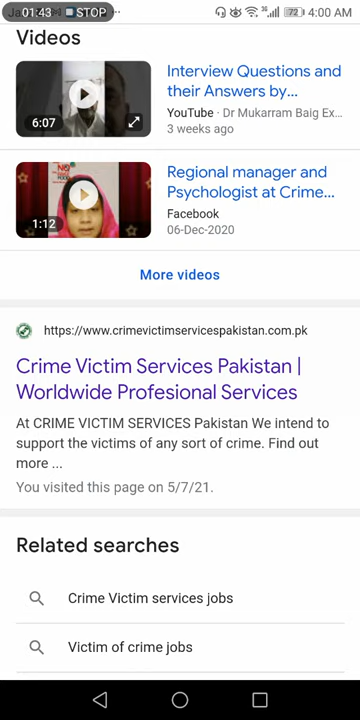 01:43 STOP
72 4:00 AM
Videos
Interview Questions and
their Answers by...
YouTube · Dr Mukarram Baig Ex...
3 weeks ago
6:07
Regional manager and
Psychologist at Crime...
Facebook
06-Dec-2020
1:12
More videos
https://www.crimevictimservicespakistan.com.pk
Crime Victim Services Pakistan |
Worldwide Profesional Services
At CRIME VICTIM SERVICES Pakistan We intend to
support the victims of any sort of crime. Find out
more ...
You visited this page on 5/7/21.
Related searches
Crime Victim services jobs
Victim of crime jobs